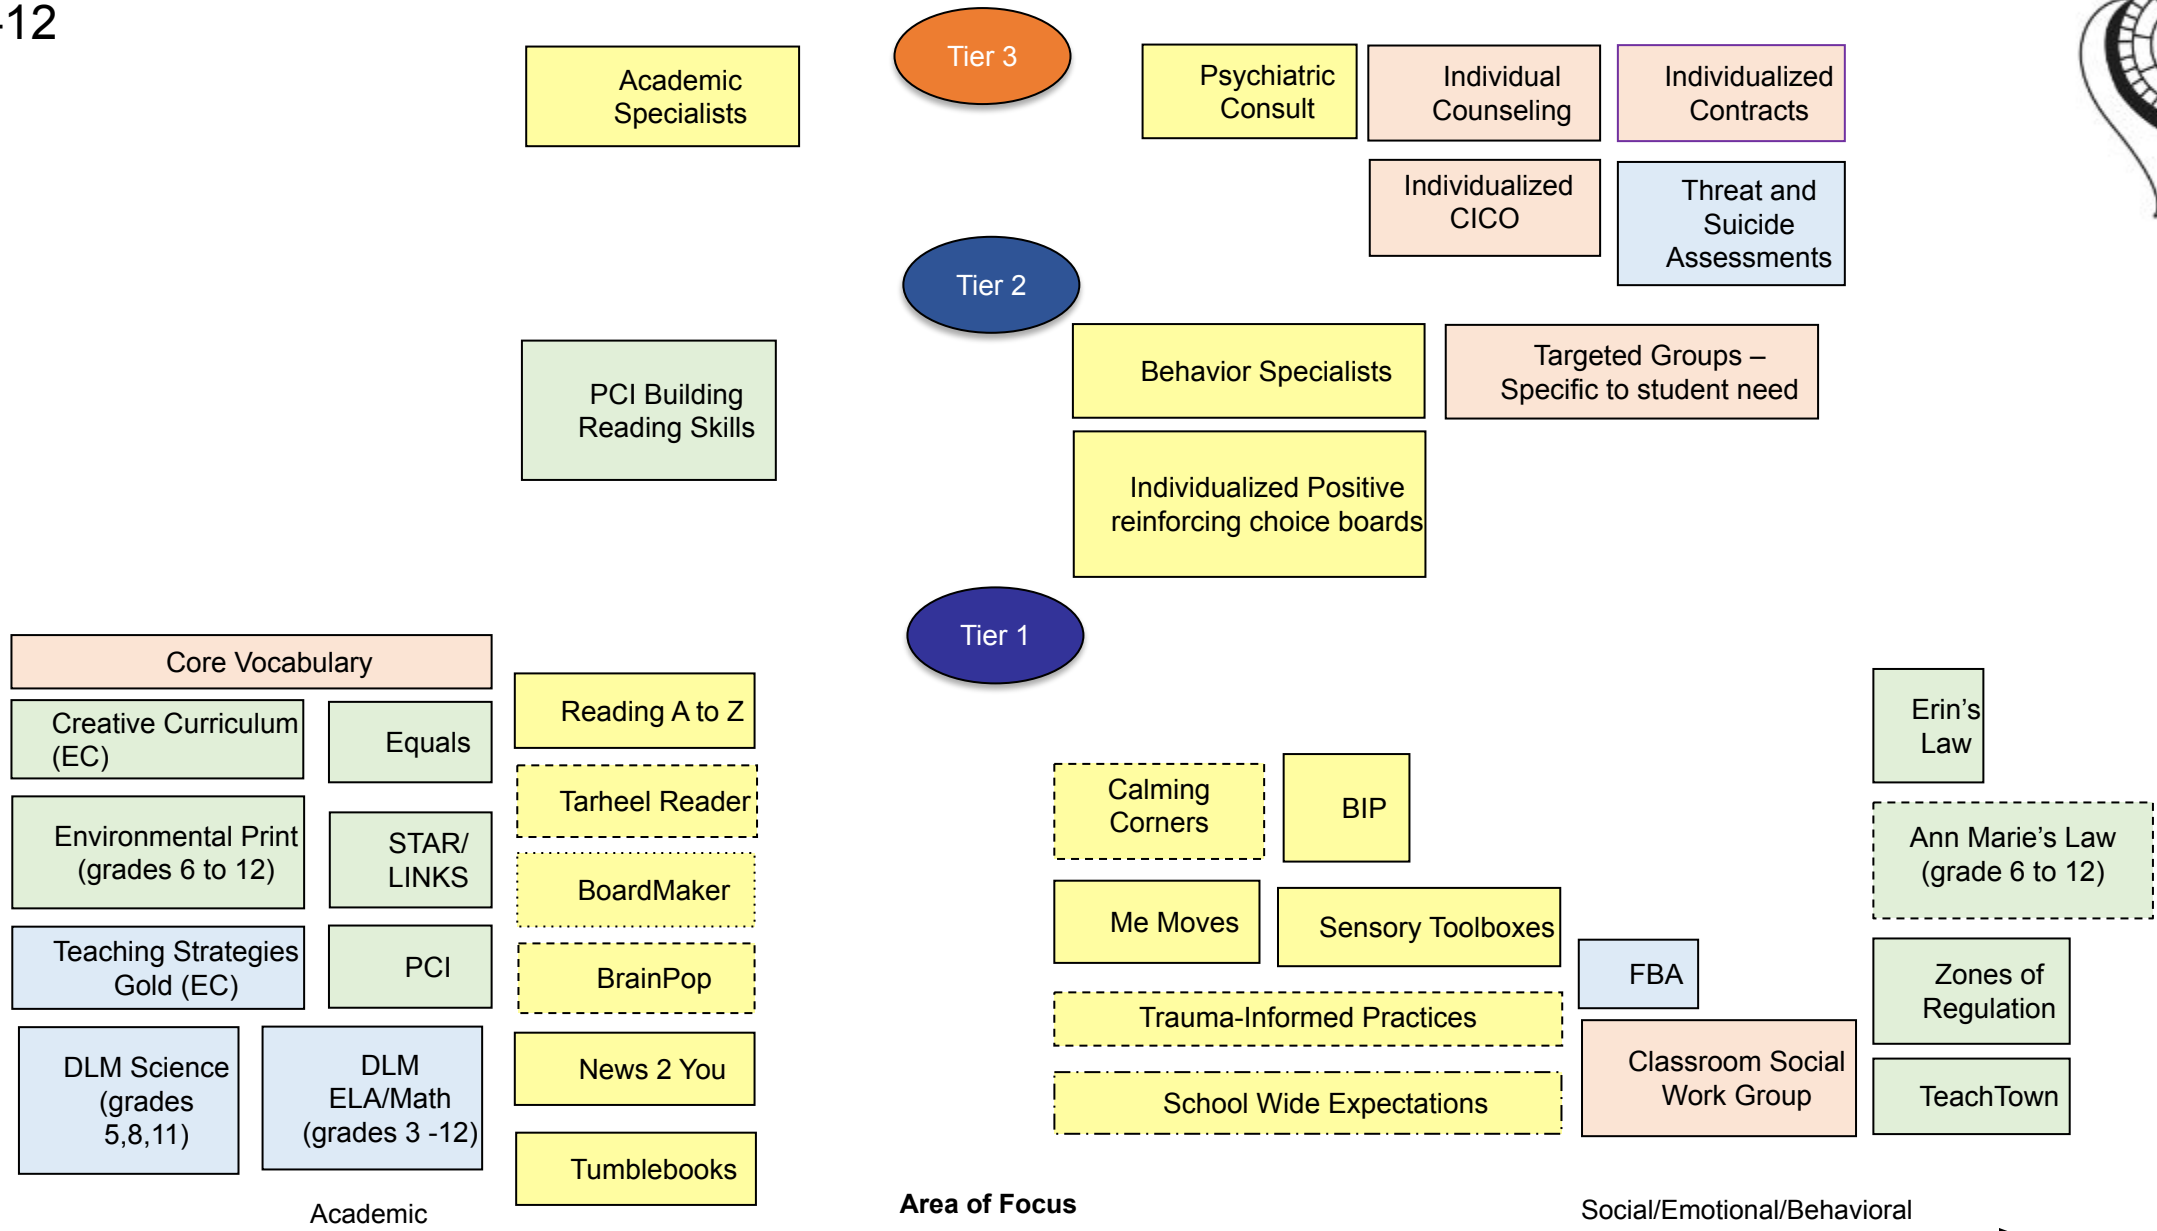 -12
Tier 3
Academic
Specialists
Psychiatric
Consult
Individual
Counseling
Individualized
Contracts
Individualized
CICO
Threat and
Suicide
Assessments
Tier 2
PCI Building
Reading Skills
Behavior Specialists
Targeted Groups –
Specific to student need
Individualized Positive
reinforcing choice boards
Tier 1
Core Vocabulary
Creative Curriculum
(EC)
Equals
Reading A to Z
Environmental Print
(grades 6 to 12)
STAR/
LINKS
Tarheel Reader
BoardMaker
Teaching Strategies
Gold (EC)
PCI
BrainPop
DLM Science
(grades
5,8,11)
DLM
ELA/Math
(grades 3 -12)
News 2 You
Tumblebooks
Calming
Corners
BIP
Me Moves
Sensory Toolboxes
Trauma-Informed Practices
School Wide Expectations
FBA
Classroom Social
Work Group
Erin’s
Law
Ann Marie’s Law
(grade 6 to 12)
Zones of
Regulation
TeachTown
Academic
Area of Focus
Social/Emotional/Behavioral